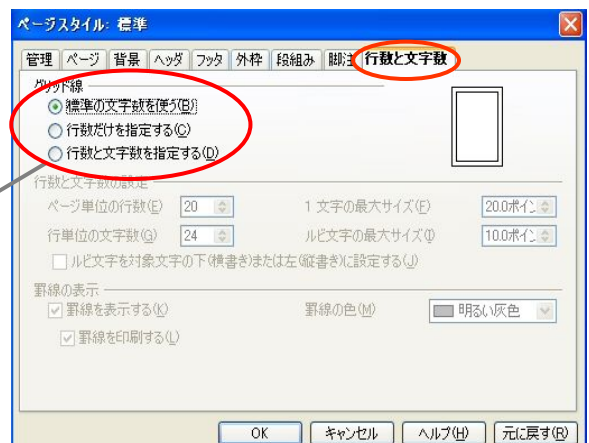 ページスタイル: 標準
管理 ページ 背景 ヘッダ フッタ 外枠 段組み 脚注 行数と文字数
グリッド線
標準の文字数を使う(B)
行数だけを指定する(C)
行数と文字数を指定する(D)
行数と文字数の設定
ページ単位の行数(E) 20 1 文字の最大サイズ(F) 20.0ポイン
行単位の文字数(G) 24 ルビ文字の最大サイズ(I) 10.0ポイン
ルビ文字を対象文字の下(横書き)または左(縦書き)に設定する(J)
罫線の表示
罫線を表示する(K) 罫線の色(M) 明るい灰色
罫線を印刷する(L)
OK キャンセル ヘルプ(H) 元に戻す(R)